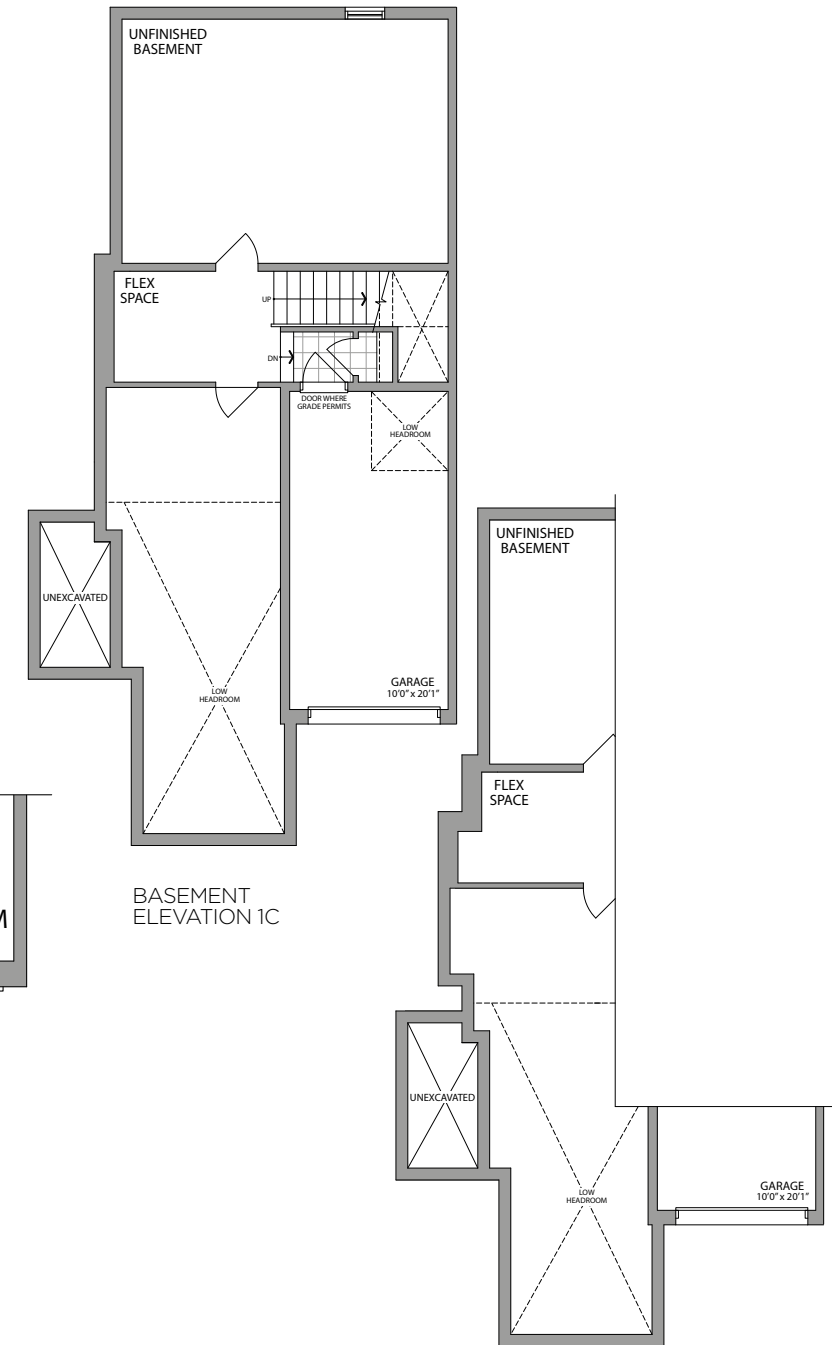 UNFINISHED
BASEMENT
FLEX
SPACE
UP
DN
DOOR WHERE
GRADE PERMITS
LOW
HEADROOM
UNEXCAVATED
LOW
HEADROOM
GARAGE
10'0" x 20'1"
BASEMENT
ELEVATION 1C
M
UNFINISHED
BASEMENT
FLEX
SPACE
UNEXCAVATED
LOW
HEADROOM
GARAGE
10'0" x 20'1"